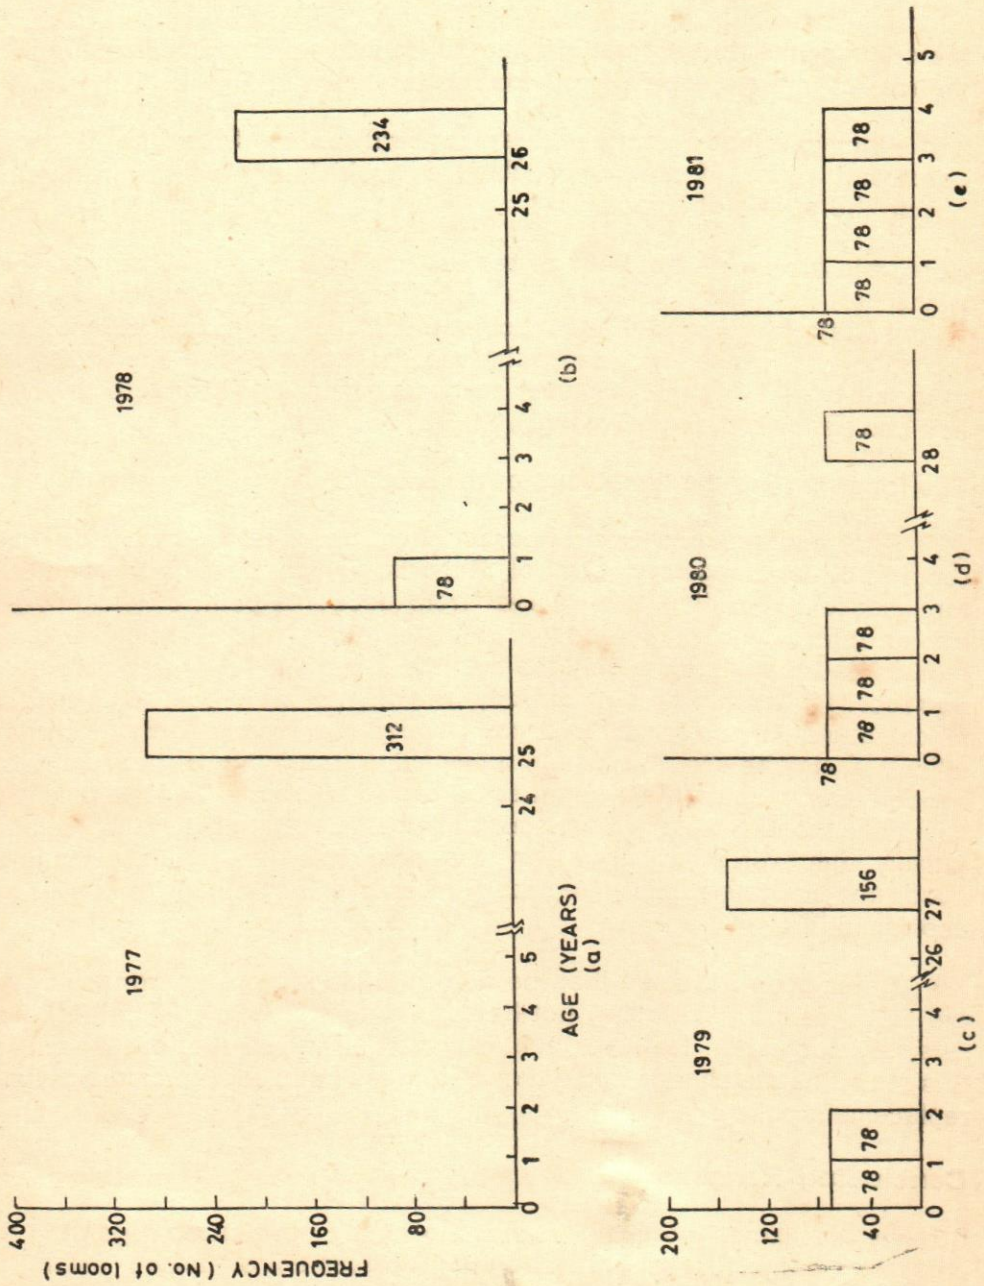 FREQUENCY (No. of looms)
400
320
240
160
80
1977
312
0 1 2 3 4 5 24 25
AGE (YEARS)
(a)
1978
78
234
0 1 2 3 4 25 26
(b)
200
120
40
1979
78 78 156
0 1 2 3 4 26 27
(c)
1980
78
78 78 78 78
0 1 2 3 4 28
(d)
1981
78
78 78 78 78
0 1 2 3 4 5
(e)